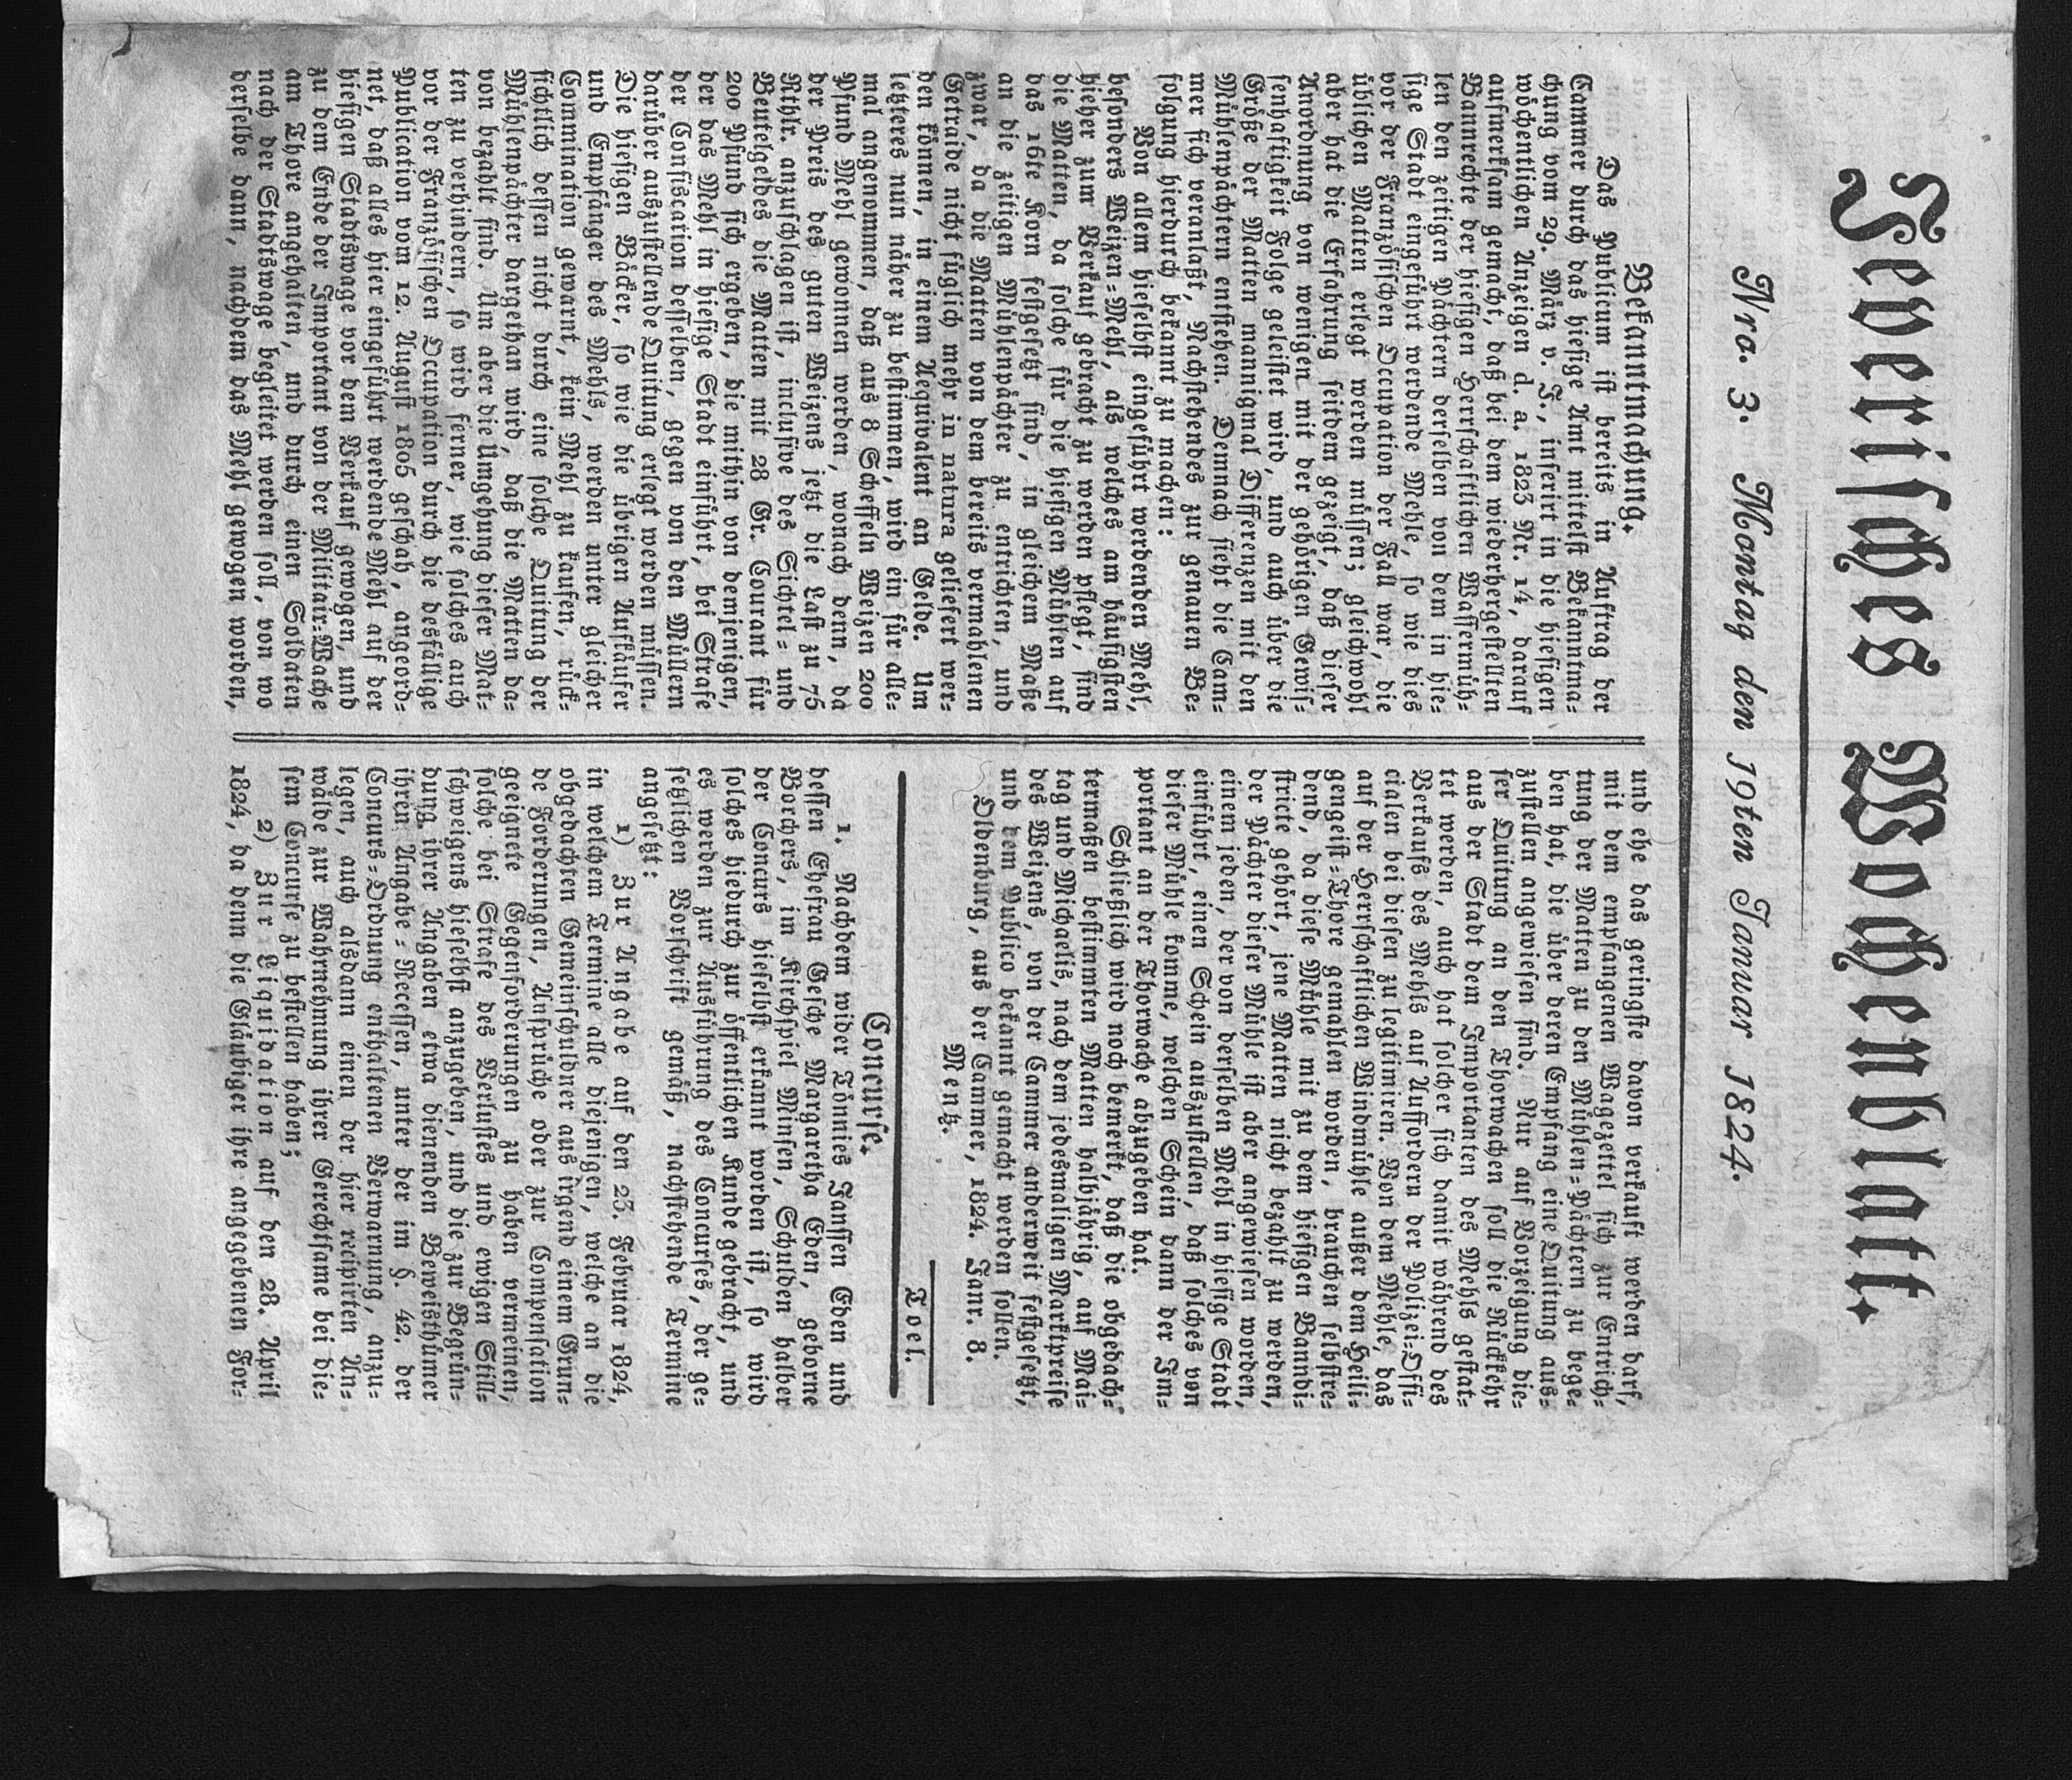 Jeverisches Wochenblatt.
Nro. 3. Montag den 19ten Januar 1824.
Bekanntmachung.
Das Publicum ist bereits in Auftrag der
Cammer durch das hiesige Amt mittelst Bekanntma-
chung vom 29. März v. J., inserirt in die hiesigen
wöchentlichen Anzeigen d. a. 1823 Nr. 14, darauf
aufmerksam gemacht, daß bei dem wiederhergestellten
Bannrechte der hiesigen Herrschaftlichen Wassermüh-
len den zeitigen Pächtern derselben von dem in hie-
sige Stadt eingeführt werdende Mehle, so wie dies
vor der Französischen Occupation der Fall war, die
üblichen Matten erlegt werden müssen; gleichwohl
aber hat die Erfahrung seitdem gezeigt, daß dieser
Anordnung von wenigen mit der gehörigen Gewis-
senhaftigkeit Folge geleistet wird, und auch über die
Größe der Matten mannigmal Differenzen mit den
Mühlenpächtern entstehen. Demnach sieht die Cam-
mer sich veranlaßt, Nachstehendes zur genauen Be-
folgung hierdurch bekannt zu machen:
Von allem hieselbst eingeführt werdenden Mehl,
besonders Weizen-Mehl, als welches am häufigsten
hieher zum Verkauf gebracht zu werden pflegt, sind
die Matten, da solche für die hiesigen Mühlen auf
das 16te Korn festgesetzt sind, in gleichem Maße
an die zeitigen Mühlenpächter zu entrichten, und
zwar, da die Matten von dem bereits vermahlenen
Getraide nicht füglich mehr in natura geliefert wer-
den können, in einem Aequivalent an Gelde. Um
letzteres nun näher zu bestimmen, wird ein für alle-
mal angenommen, daß aus 8 Scheffeln Weizen 200
Pfund Mehl gewonnen werden, wonach denn, da
der Preis des guten Weizens jetzt die Last zu 75
Rthlr. anzuschlagen ist, inclusive des Sichtel- und
Beutelgeldes die Matten mit 28 Gr. Courant für
200 Pfund sich ergeben, die mithin von demjenigen,
der das Mehl in hiesige Stadt einführt, bei Strafe
der Confiscation desselben, gegen von den Müllern
darüber auszustellende Quitung erlegt werden müssen.
Die hiesigen Bäcker, so wie die übrigen Aufkäufer
und Empfänger des Mehls, werden unter gleicher
Commination gewarnt, kein Mehl zu kaufen, rück-
sichtlich dessen nicht durch eine solche Quitung der
Mühlenpächter dargethan wird, daß die Matten da-
von bezahlt sind. Um aber die Umgehung dieser Mat-
ten zu verhindern, so wird ferner, wie solches auch
vor der Französischen Occupation durch die desfällige
Publication vom 12. August 1805 geschah, angeord-
net, daß alles hier eingeführt werdende Mehl auf der
hiesigen Stadtswage vor dem Verkauf gewogen, und
zu dem Ende der Important von der Militair-Wache
am Thore angehalten, und durch einen Soldaten
nach der Stadtswage begleitet werden soll, von wo
derselbe dann, nachdem das Mehl gewogen worden,
und ehe das geringste davon verkauft werden darf,
mit dem empfangenen Wagezettel sich zur Entrich-
tung der Matten zu den Mühlen-Pächtern zu bege-
ben hat, die über deren Empfang eine Quitung aus-
zustellen angewiesen sind. Nur auf Vorzeigung die-
ser Quitung an den Thorwachen soll die Rückkehr
aus der Stadt dem Importanten des Mehls gestat-
tet werden, auch hat solcher sich damit während des
Verkaufs des Mehls auf Auffordern der Polizei-Offi-
cialen bei diesen zu legitimiren. Von dem Mehle, das
auf der Herrschaftlichen Windmühle außer dem Heili-
gengeist-Thore gemahlen worden, brauchen selbstre-
dend, da diese Mühle mit zu dem hiesigen Banndi-
stricte gehört, jene Matten nicht bezahlt zu werden,
der Pächter dieser Mühle ist aber angewiesen worden,
einem jeden, der von derselben Mehl in hiesige Stadt
einführt, einen Schein auszustellen, daß solches von
dieser Mühle komme, welchen Schein dann der Im-
portant an der Thorwache abzugeben hat.
Schließlich wird noch bemerkt, daß die obgedach-
termaßen bestimmten Matten halbjährig, auf Mai-
tag und Michaelis, nach dem jedesmaligen Marktpreise
des Weizens, von der Cammer anderweit festgesetzt,
und dem Publico bekannt gemacht werden sollen.
Oldenburg, aus der Cammer, 1824. Janr. 8.
Mentz.
Toel.
Concurse.
1. Nachdem wider Tönnies Janssen Eben und
dessen Ehefrau Gesche Margaretha Eben, geborne
Borchers, im Kirchspiel Minsen, Schulden halber
der Concurs hieselbst erkannt worden ist, so wird
solches hiedurch zur öffentlichen Kunde gebracht, und
es werden zur Ausführung des Concurses, der ge-
setzlichen Vorschrift gemäß, nachstehende Termine
angesetzt:
1) Zur Angabe auf den 23. Februar 1824,
in welchem Termine alle diejenigen, welche an die
obgedachten Gemeinschuldner aus irgend einem Grun-
de Forderungen, Ansprüche oder zur Compensation
geeignete Gegenforderungen zu haben vermeinen,
solche bei Strafe des Verlustes und ewigen Still-
schweigens hieselbst anzugeben, und die zur Begrün-
dung ihrer Angaben etwa dienenden Beweisthümer
ihren Angabe-Recessen, unter der im §. 42. der
Concurs-Ordnung enthaltenen Verwarnung, anzu-
legen, auch alsdann einen der hier recipirten An-
wälde zur Wahrnehmung ihrer Gerechtsame bei die-
sem Concurse zu bestellen haben;
2) Zur Liquidation auf den 28. April
1824, da denn die Gläubiger ihre angegebenen For-